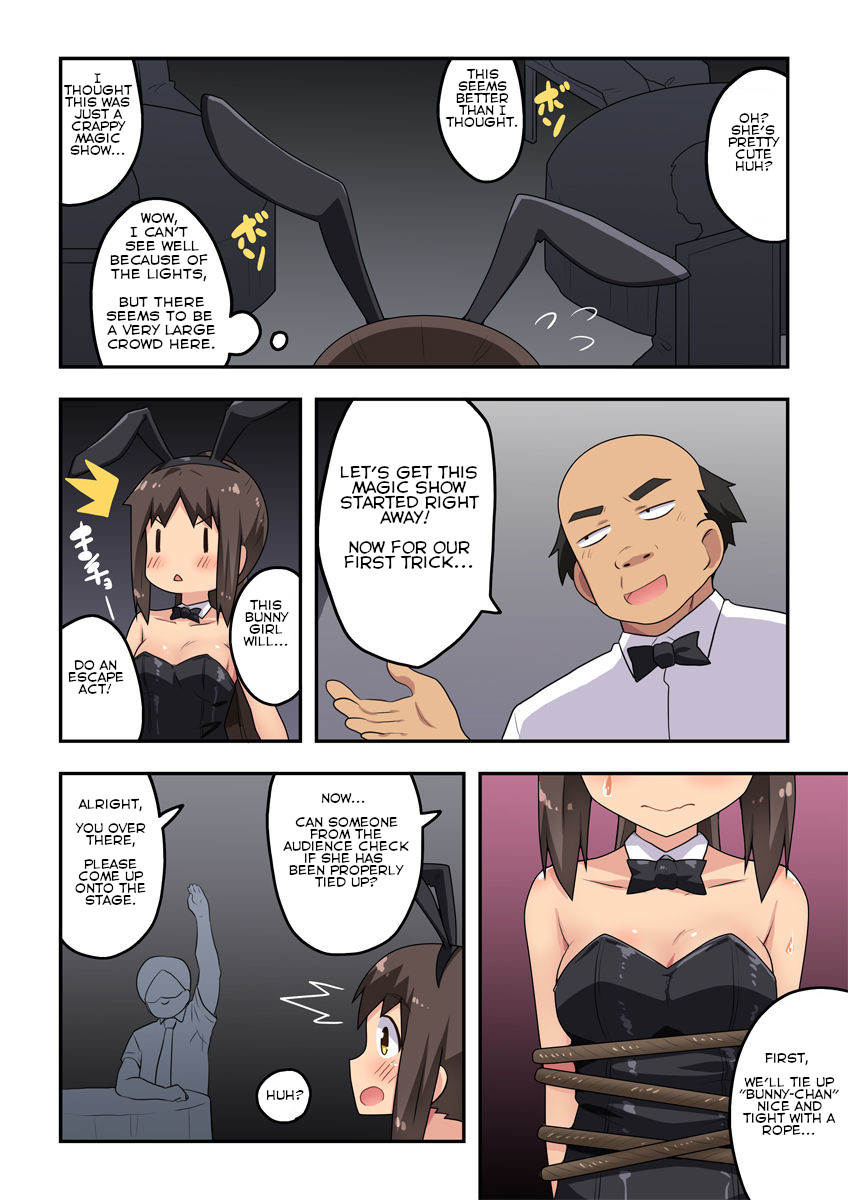 OH?
SHE'S
PRETTY
CUTE
HUH?
THIS
SEEMS
BETTER
THAN I
THOUGHT.
ボン
I
THOUGHT
THIS WAS
JUST A
CRAPPY
MAGIC
SHOW...
ボン
WOW,
I CAN'T
SEE WELL
BECAUSE OF
THE LIGHTS,
BUT THERE
SEEMS TO BE
A VERY LARGE
CROWD HERE.
LET'S GET THIS
MAGIC SHOW
STARTED RIGHT
AWAY!
NOW FOR OUR
FIRST TRICK...
THIS
BUNNY
GIRL
WILL...
DO AN
ESCAPE
ACT!
FIRST,
WE'LL TIE UP
"BUNNY-CHAN"
NICE AND
TIGHT WITH A
ROPE...
NOW...
CAN SOMEONE
FROM THE
AUDIENCE CHECK
IF SHE HAS
BEEN PROPERLY
TIED UP?
HUH?
ALRIGHT,
YOU OVER
THERE,
PLEASE
COME UP
ONTO THE
STAGE.